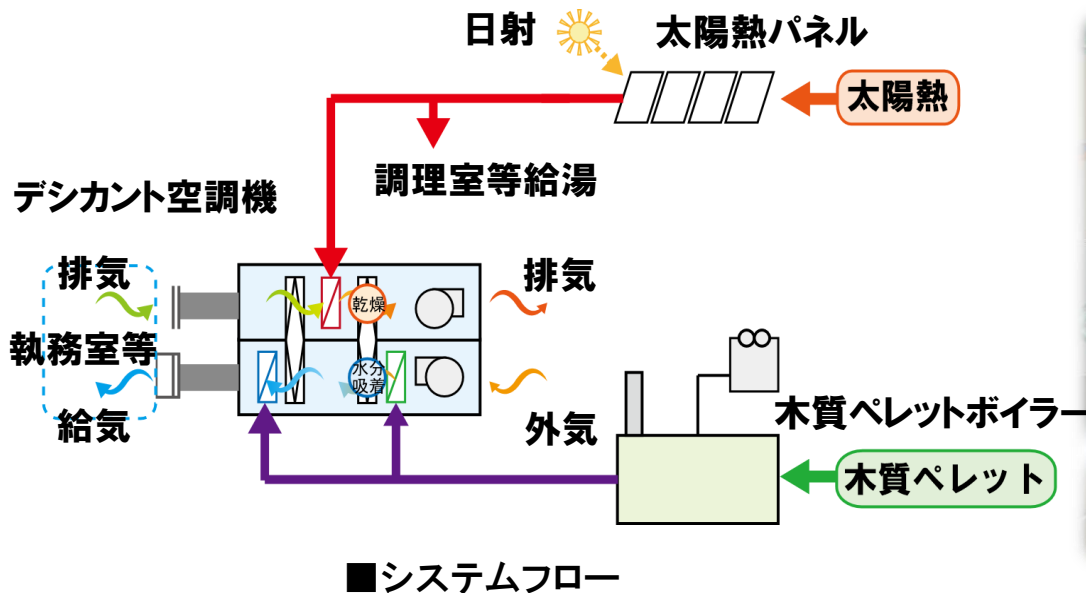 日射
太陽熱パネル
太陽熱
調理室等給湯
デシカント空調機
排気
乾燥
排気
執務室等
水分
吸着
給気
外気
木質ペレットボイラー
木質ペレット
■システムフロー